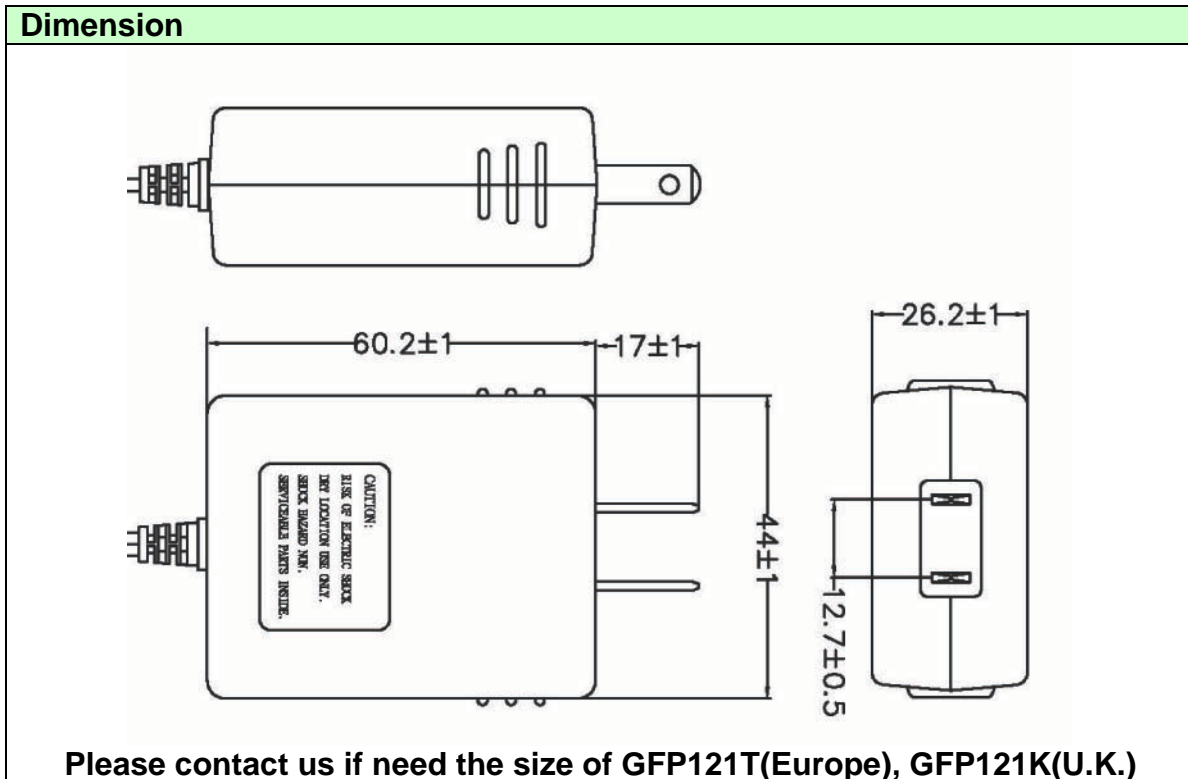 Dimension
60.2±1
17±1
26.2±1
44±1
12.7±0.5
CAUTION:
RISK OF ELECTRIC SHOCK
DRY LOCATION USE ONLY.
SHOCK HAZARD NON.
SERVICEABLE PARTS INSIDE.
Please contact us if need the size of GFP121T(Europe), GFP121K(U.K.)